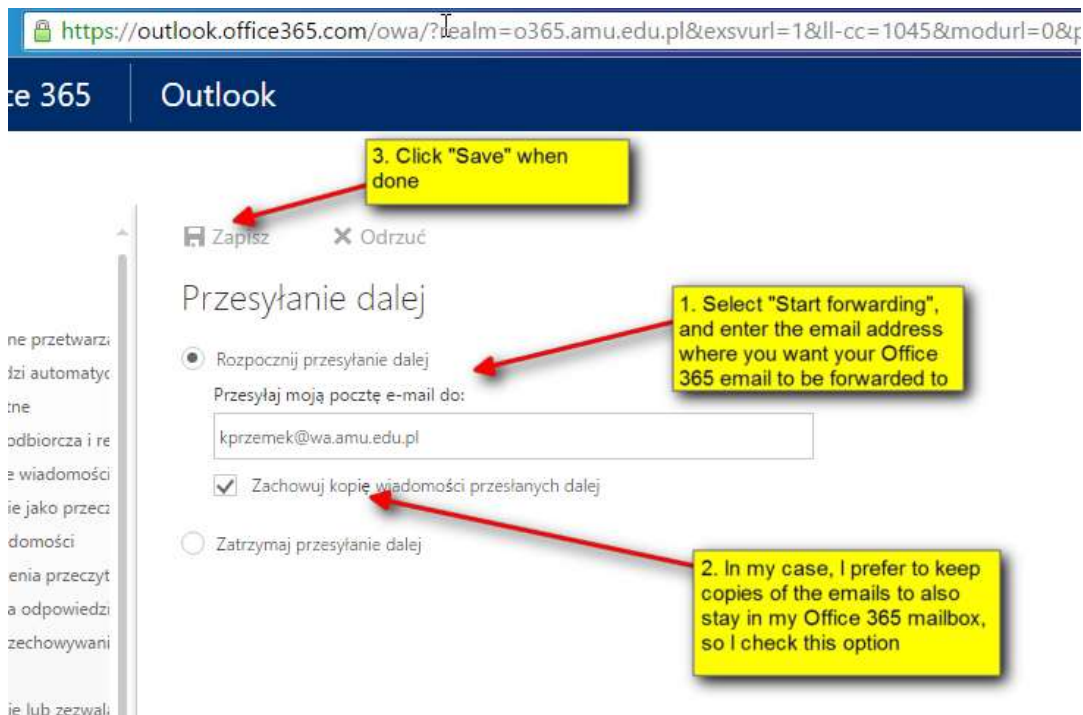 https://outlook.office365.com/owa/?realm=o365.amu.edu.pl&exsvurl=1&ll-cc=1045&modurl=0&p
ce 365
Outlook
3. Click "Save" when
done
Zapisz
Odrzuć
Przesyłanie dalej
1. Select "Start forwarding",
and enter the email address
where you want your Office
365 email to be forwarded to
Rozpocznij przesyłanie dalej
Przesyłaj moją pocztę e-mail do:
kprzemek@wa.amu.edu.pl
Zachowuj kopię wiadomości przesłanych dalej
Zatrzymaj przesyłanie dalej
2. In my case, I prefer to keep
copies of the emails to also
stay in my Office 365 mailbox,
so I check this option
ne przetwarza
dzi automatyc
tne
odbiorcza i re
e wiadomości
ie jako przecz
domości
enia przeczyt
a odpowiedzi
zechowywani
ie lub zezwala